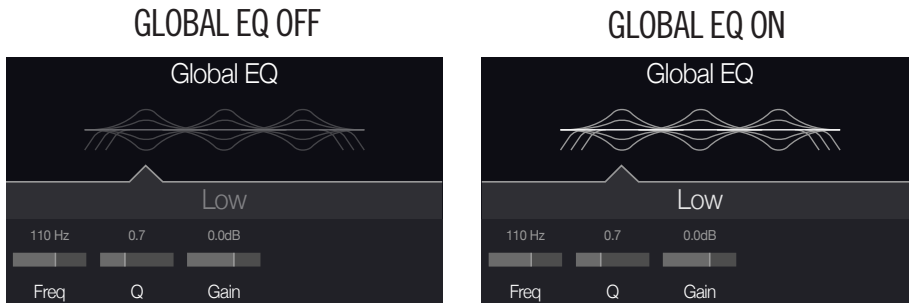 GLOBAL EQ OFF
Global EQ
Low
110 Hz 0.7 0.0dB
Freq Q Gain
GLOBAL EQ ON
Global EQ
Low
110 Hz 0.7 0.0dB
Freq Q Gain